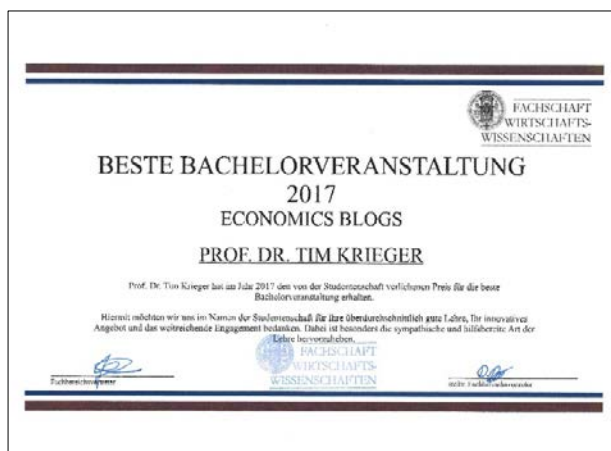 FACHSCHAFT
WIRTSCHAFTS-
WISSENSCHAFTEN
BESTE BACHELORVERANSTALTUNG
2017
ECONOMICS BLOGS
PROF. DR. TIM KRIEGER
Prof. Dr. Tim Krieger hat im Jahr 2017 den von der Studentenschaft verliehenen Preis für die beste
Bachelorveranstaltung erhalten.
Hiermit möchten wir uns im Namen der Studentenschaft für Ihre überdurchschnittlich gute Lehre, Ihr innovatives
Angebot und das weitreichende Engagement bedanken. Dabei ist besonders die sympathische und hilfsbereite Art der
Lehre hervorzuheben.
FACHSCHAFT
WIRTSCHAFTS-
WISSENSCHAFTEN
Fachbereichsvertreter